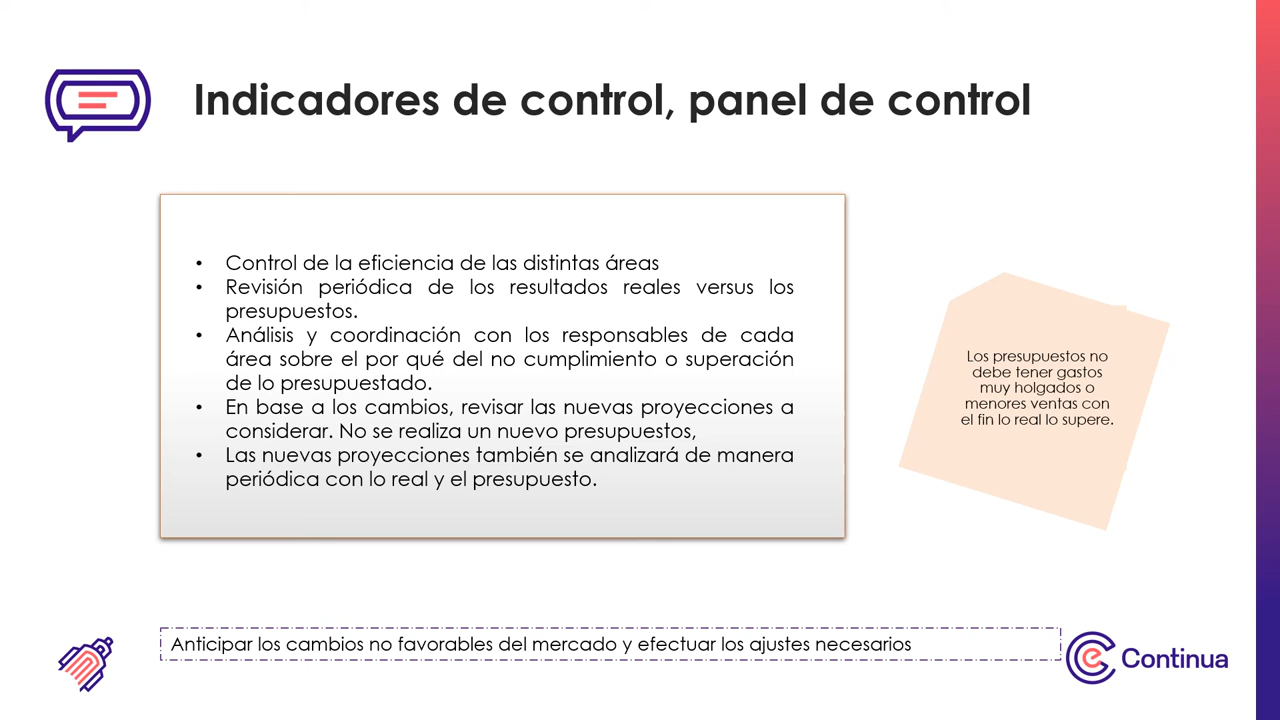 Indicadores de control, panel de control
• Control de la eficiencia de las distintas áreas
• Revisión periódica de los resultados reales versus los
presupuestos.
• Análisis y coordinación con los responsables de cada
área sobre el por qué del no cumplimiento o superación
de lo presupuestado.
• En base a los cambios, revisar las nuevas proyecciones a
considerar. No se realiza un nuevo presupuestos,
• Las nuevas proyecciones también se analizará de manera
periódica con lo real y el presupuesto.
Los presupuestos no
debe tener gastos
muy holgados o
menores ventas con
el fin lo real lo supere.
Anticipar los cambios no favorables del mercado y efectuar los ajustes necesarios
Continua